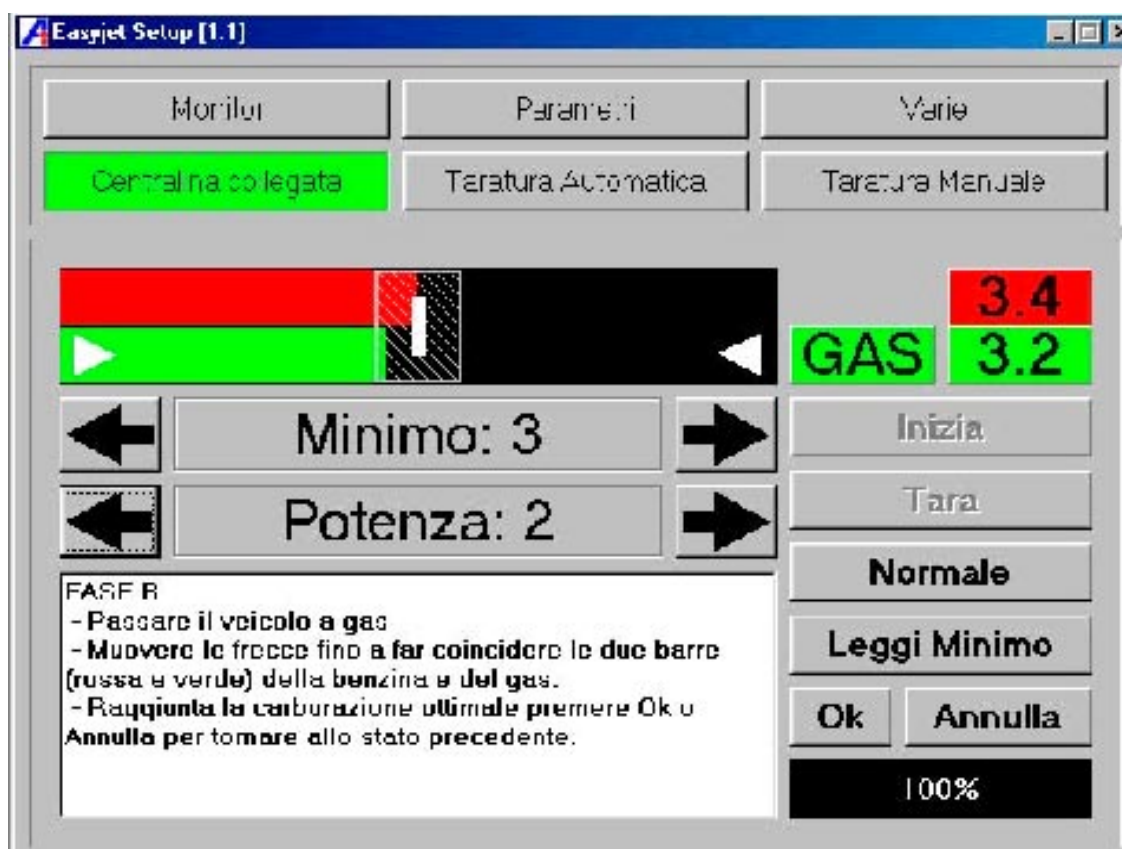 Easyjet Setup [1.1]
Monitor Parametri Varie
Centralina collegata Taratura Automatica Taratura Manuale
3.4
GAS 3.2
Minimo: 3 Inizia
Potenza: 2 Tara
Normale
Leggi Minimo
Ok Annulla
100%
FASE B
- Passare il veicolo a gas
- Muovere le frecce fino a far coincidere le due barre
(rossa e verde) della benzina e del gas.
- Raggiunta la carburazione ottimale premere Ok o
Annulla per tornare allo stato precedente.